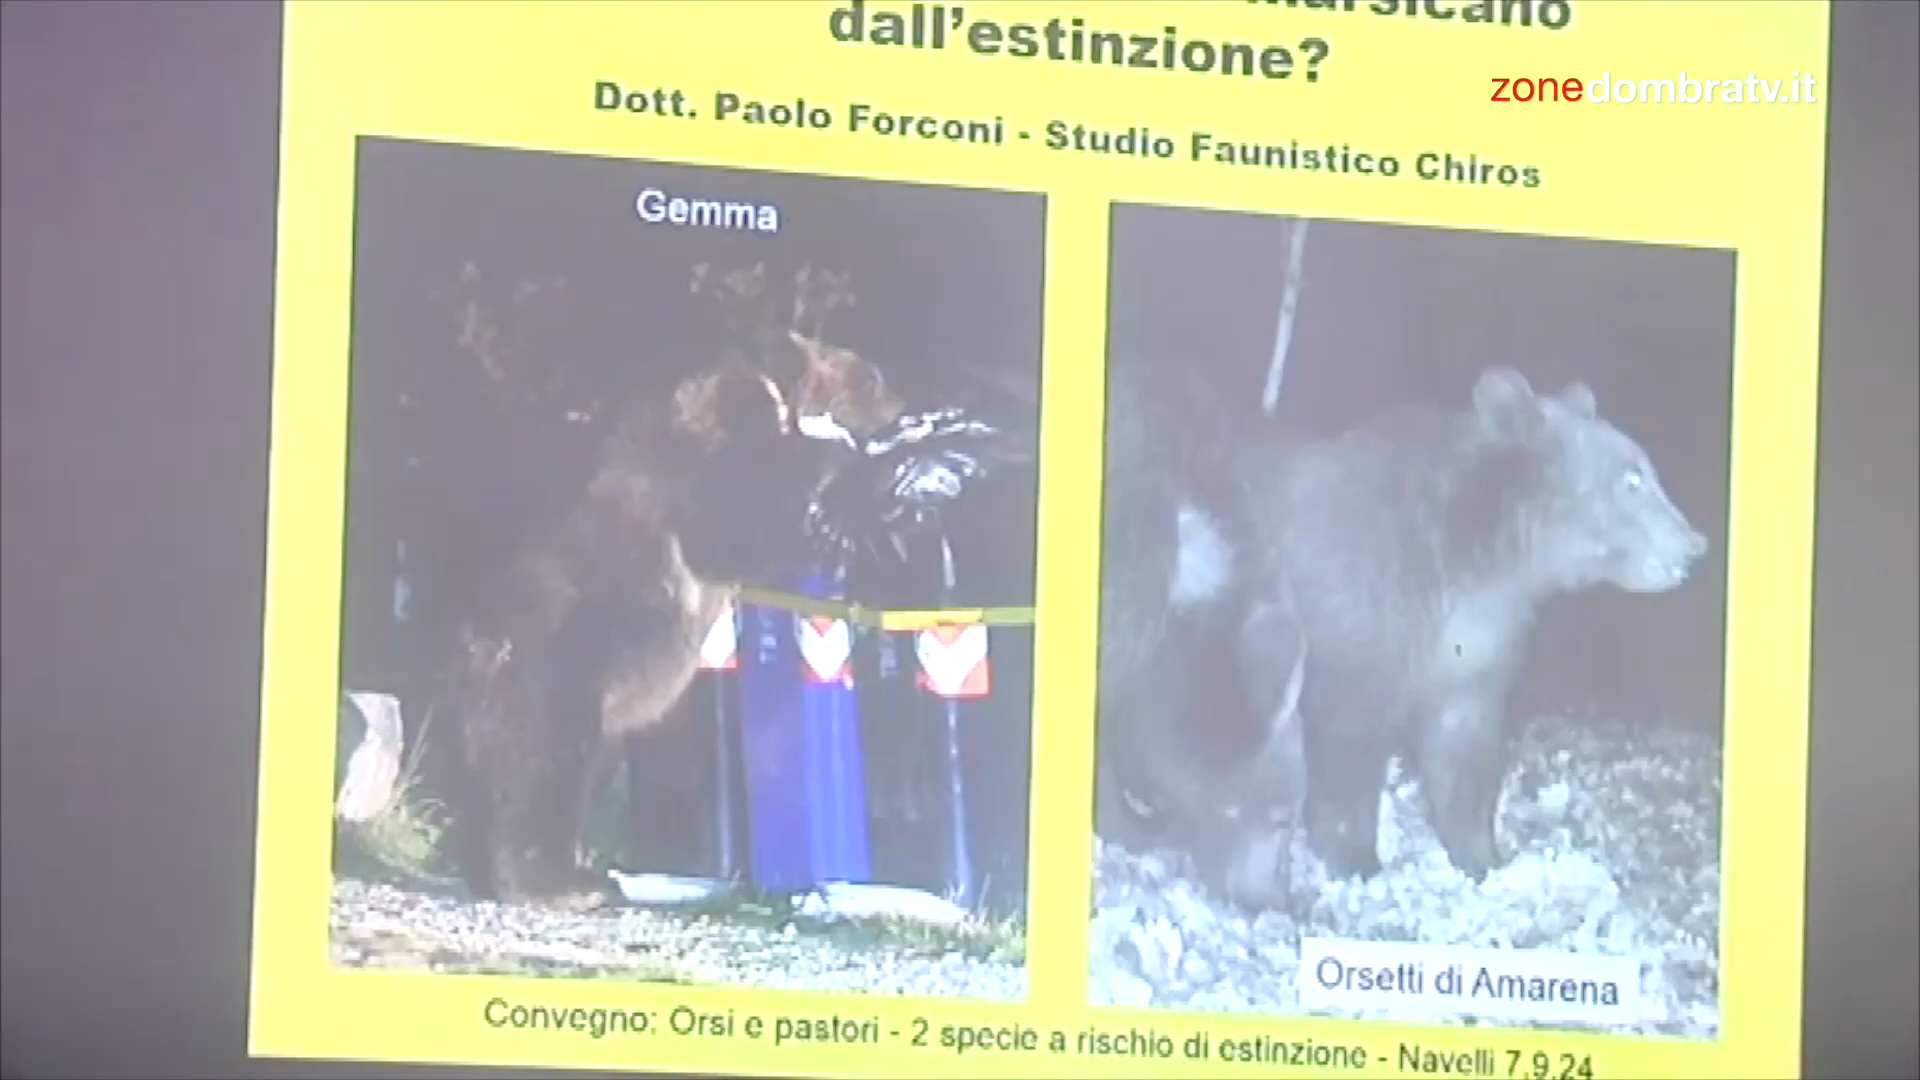 marsicano
dall'estinzione?
zonedombratv.it
Dott. Paolo Forconi - Studio Faunistico Chiros
Gemma
Orsetti di Amarena
Convegno: Orsi e pastori - 2 specie a rischio di estinzione - Navelli 7.9.24